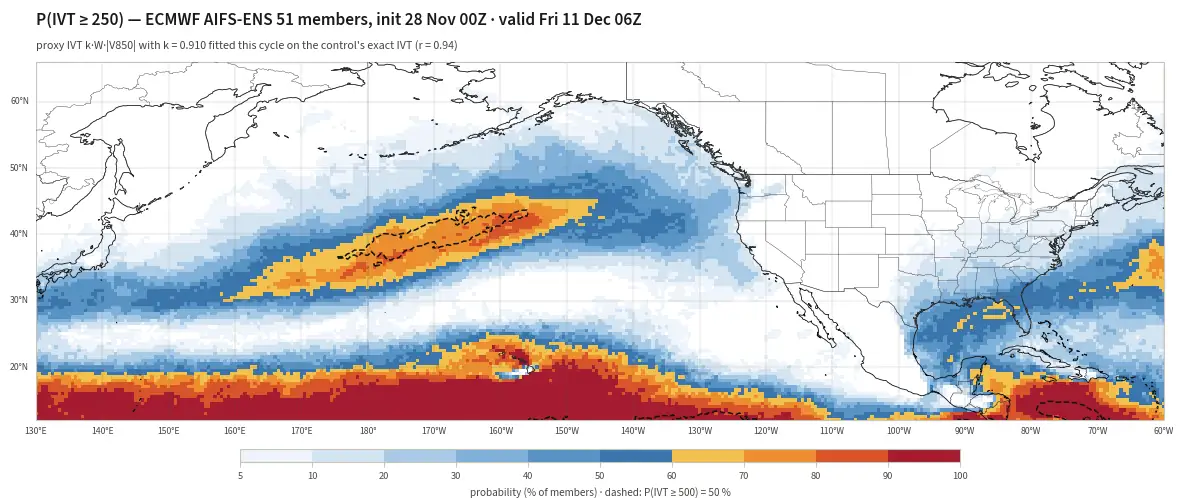 P(IVT ≥ 250) — ECMWF AIFS-ENS 51 members, init 28 Nov 00Z · valid Fri 11 Dec 06Z
proxy IVT k·W·|V850| with k = 0.910 fitted this cycle on the control's exact IVT (r = 0.94)
60°N
50°N
40°N
30°N
20°N
130°E 140°E 150°E 160°E 170°E 180° 170°W 160°W 150°W 140°W 130°W 120°W 110°W 100°W 90°W 80°W 70°W 60°W
5 10 20 30 40 50 60 70 80 90 100
probability (% of members) · dashed: P(IVT ≥ 500) = 50 %